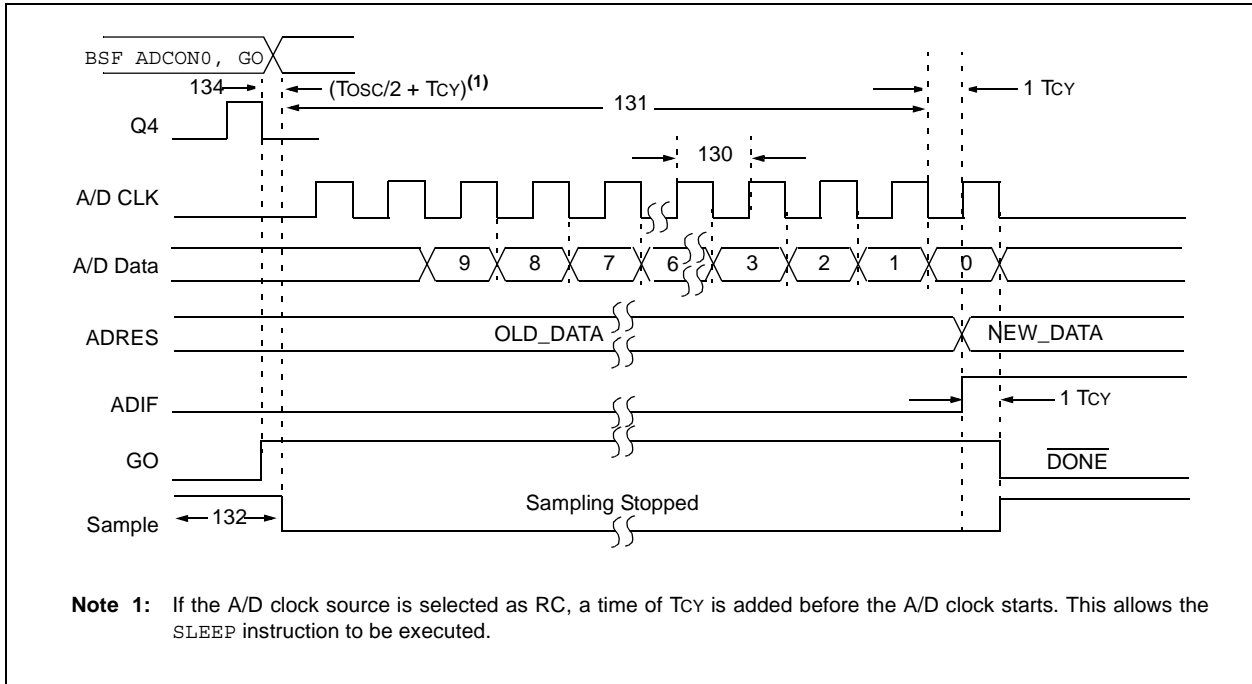 BSF ADCON0, GO
134
(TOSC/2 + TCY)(1)
131
1 TCY
Q4
130
A/D CLK
A/D Data
9
8
7
6
3
2
1
0
ADRES
OLD_DATA
NEW_DATA
ADIF
1 TCY
GO
DONE
Sample
132
Sampling Stopped
Note 1: If the A/D clock source is selected as RC, a time of TCY is added before the A/D clock starts. This allows the
SLEEP instruction to be executed.